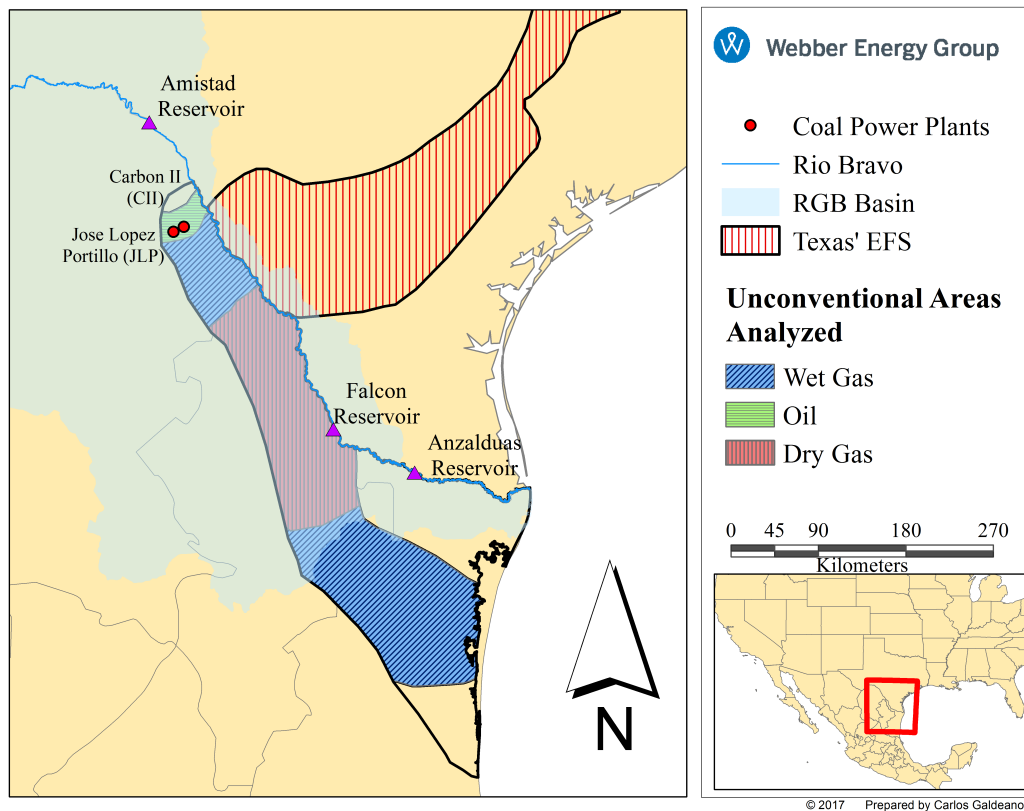 Amistad
Reservoir
Carbon II
(CII)
Jose Lopez
Portillo (JLP)
Falcon
Reservoir
Anzalduas
Reservoir
N
Webber Energy Group
Coal Power Plants
Rio Bravo
RGB Basin
Texas' EFS
Unconventional Areas
Analyzed
Wet Gas
Oil
Dry Gas
0 45 90 180 270
Kilometers
© 2017 Prepared by Carlos Galdeano